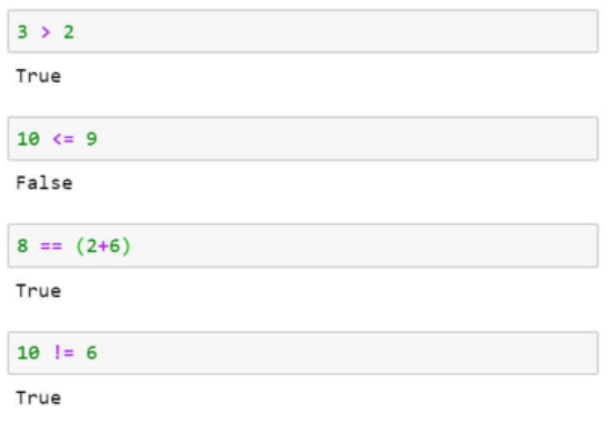 3 > 2
True
10 <= 9
False
8 == (2+6)
True
10 != 6
True